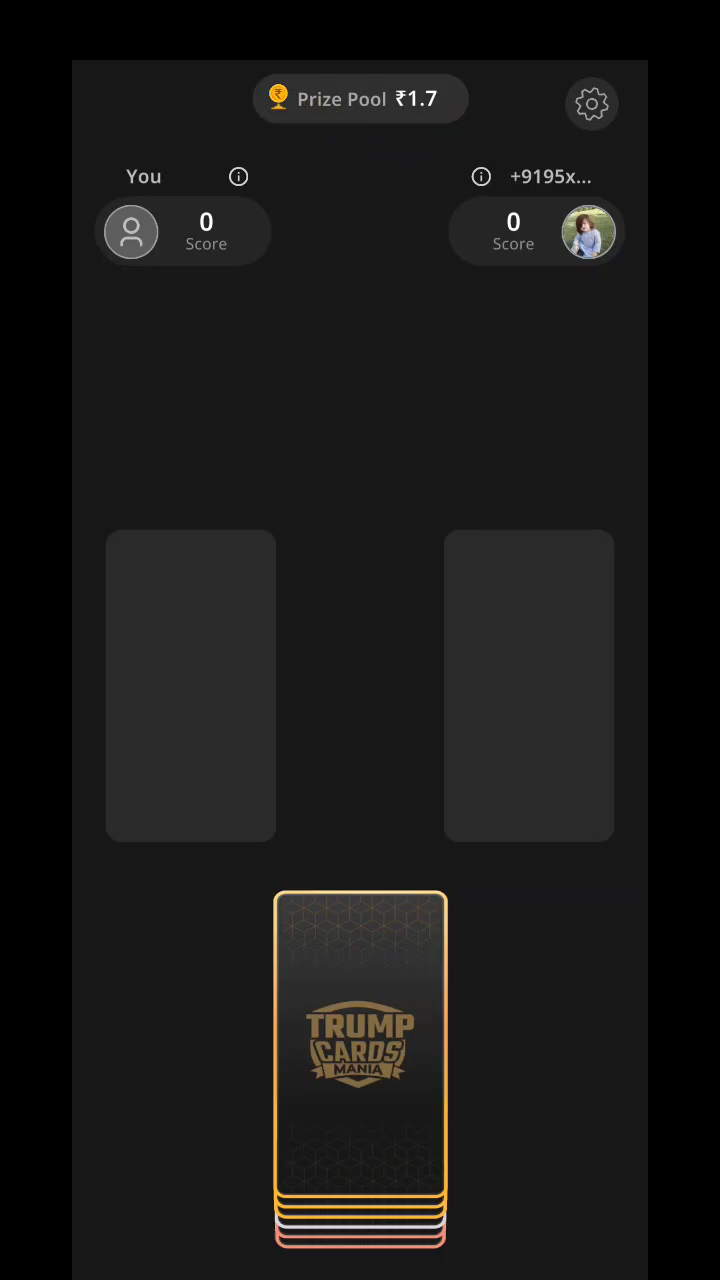 Prize Pool ₹1.7
You
+9195x...
0
Score
0
Score
TRUMP
CARDS
MANIA